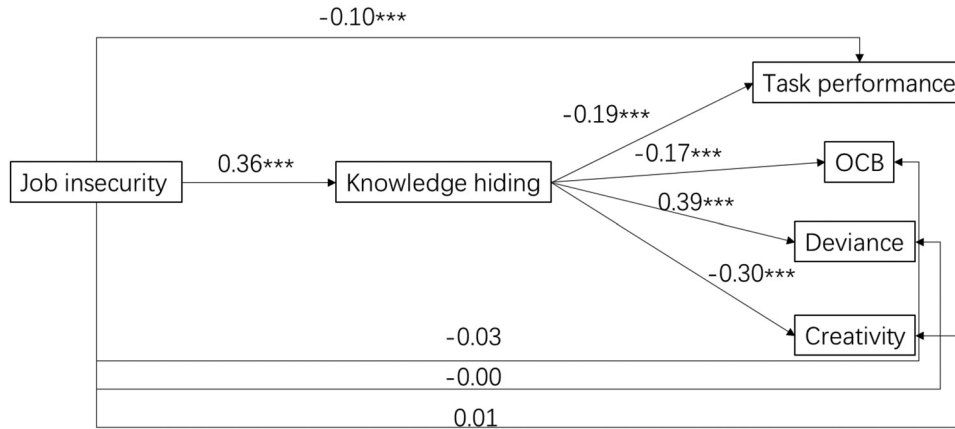 -0.10***
Task performance
-0.19***
-0.17***
OCB
0.36***
Job insecurity
Knowledge hiding
0.39***
Deviance
-0.30***
Creativity
-0.03
-0.00
0.01